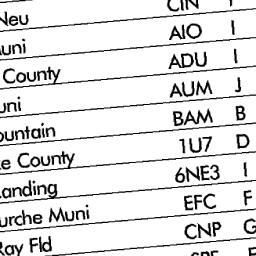 Neu CIN
uni AIO I
County ADU I
uni AUM J
ountain BAM B
e County 1U7 D
anding 6NE3 I
urche Muni EFC F
Ray Fld CNP G